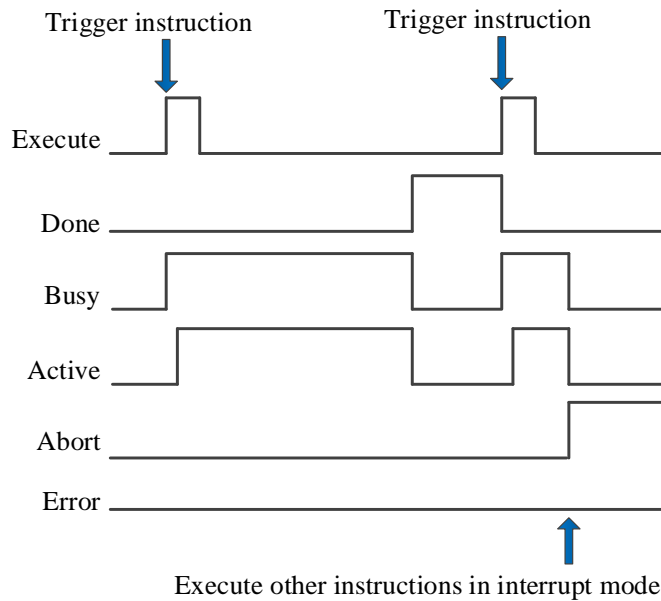 Trigger instruction
Trigger instruction
Execute
Done
Busy
Active
Abort
Error
Execute other instructions in interrupt mode